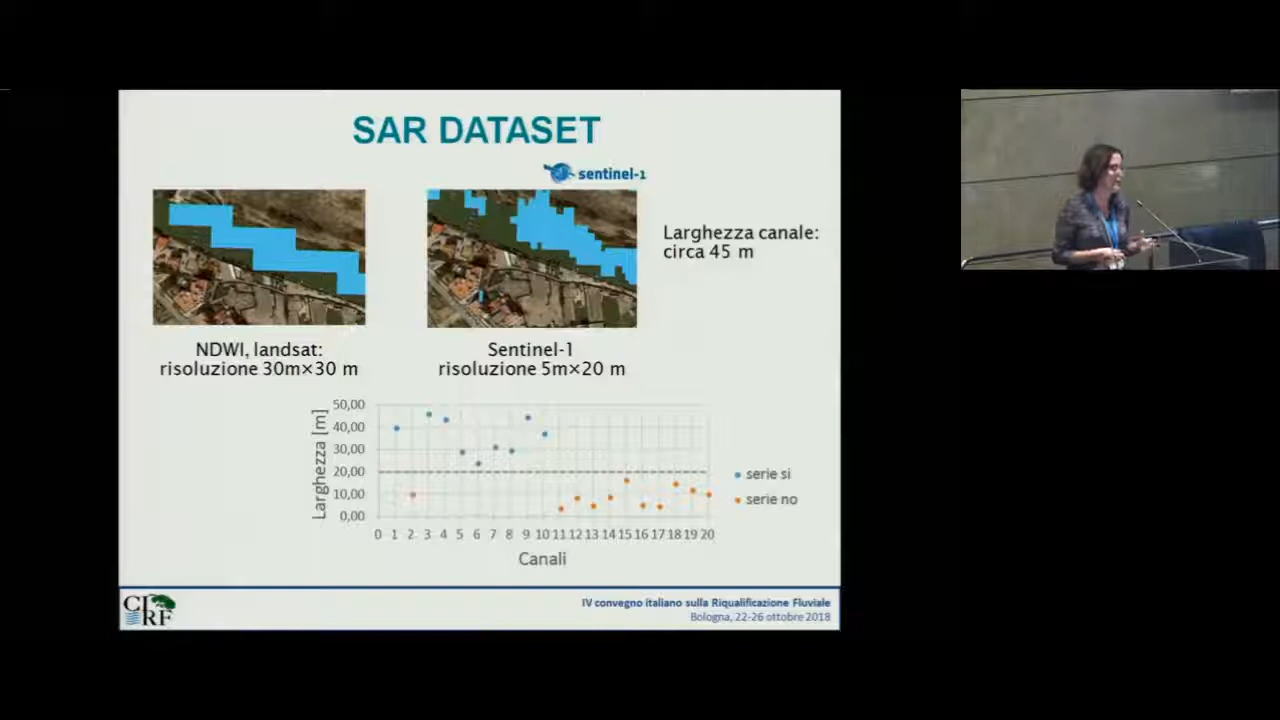 SAR DATASET
sentinel-1
Larghezza canale:
circa 45 m
NDWI, landsat:
risoluzione 30m×30 m
Sentinel-1
risoluzione 5m×20 m
Larghezza [m]
50,00
40,00
30,00
20,00
10,00
0,00
0 1 2 3 4 5 6 7 8 9 10 11 12 13 14 15 16 17 18 19 20
Canali
serie si
serie no
CIRF
IV convegno italiano sulla Riqualificazione Fluviale
Bologna, 22-26 ottobre 2018